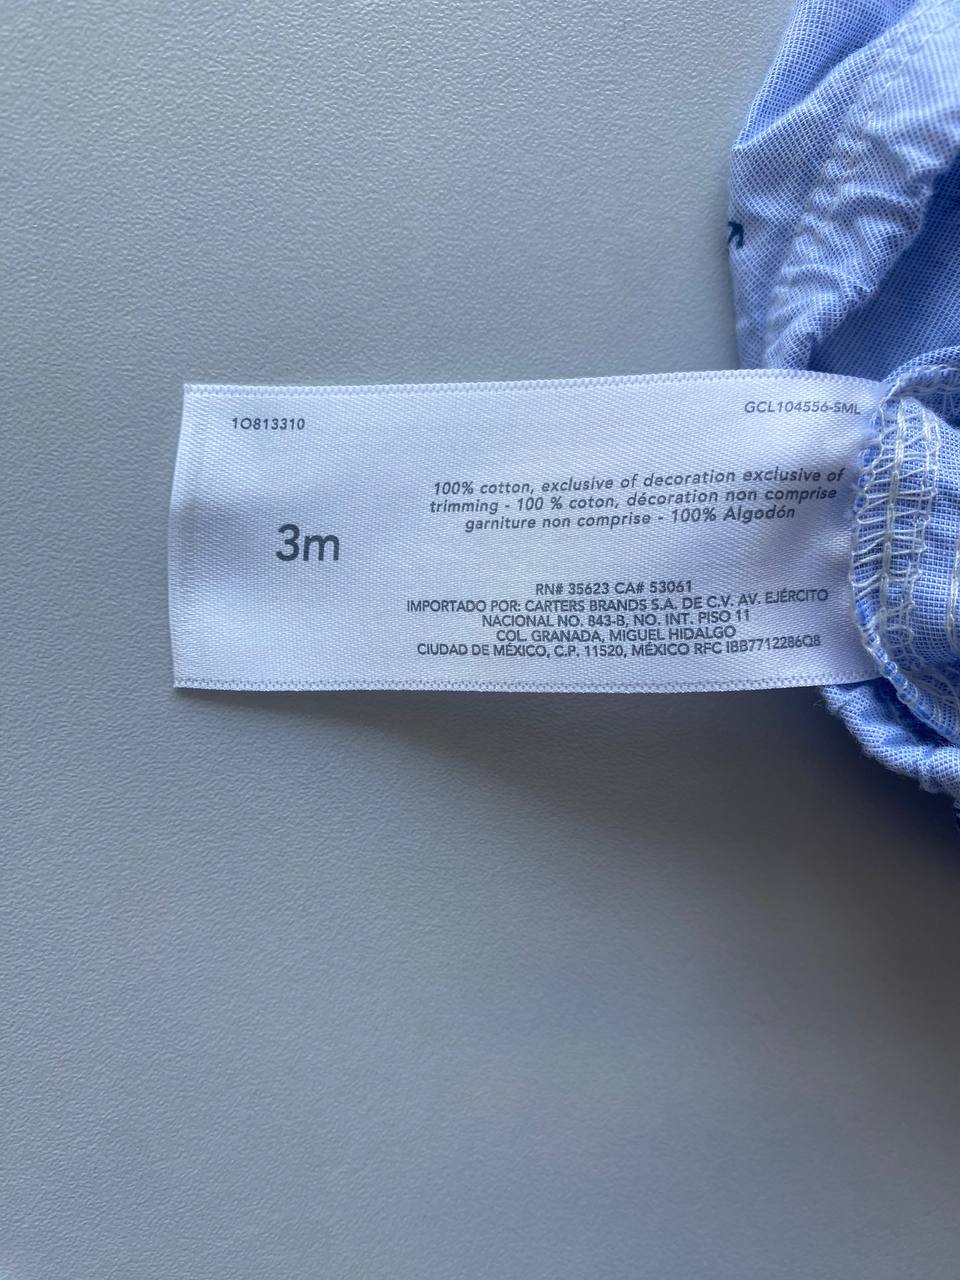 1O813310
GCL104556-SML
100% cotton, exclusive of decoration exclusive of
trimming - 100 % coton, décoration non comprise
garniture non comprise - 100% Algodón
3m
RN# 35623 CA# 53061
IMPORTADO POR: CARTERS BRANDS S.A. DE C.V. AV. EJÉRCITO
NACIONAL NO. 843-B, NO. INT. PISO 11
COL. GRANADA, MIGUEL HIDALGO
CIUDAD DE MÉXICO, C.P. 11520, MÉXICO RFC IBB7712286Q8